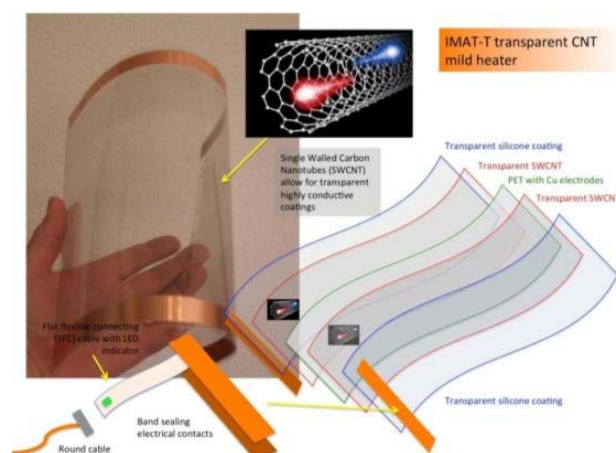 IMAT-T transparent CNT
mild heater
Single Walled Carbon
Nanotubes (SWCNT)
allow for transparent
highly conductive
coatings
Transparent silicone coating
Transparent SWCNT
PET with Cu electrodes
Transparent SWCNT
Flat flexible connecting
(FFC) cable with LED
indicator
Band sealing
electrical contacts
Round cable
Transparent silicone coating